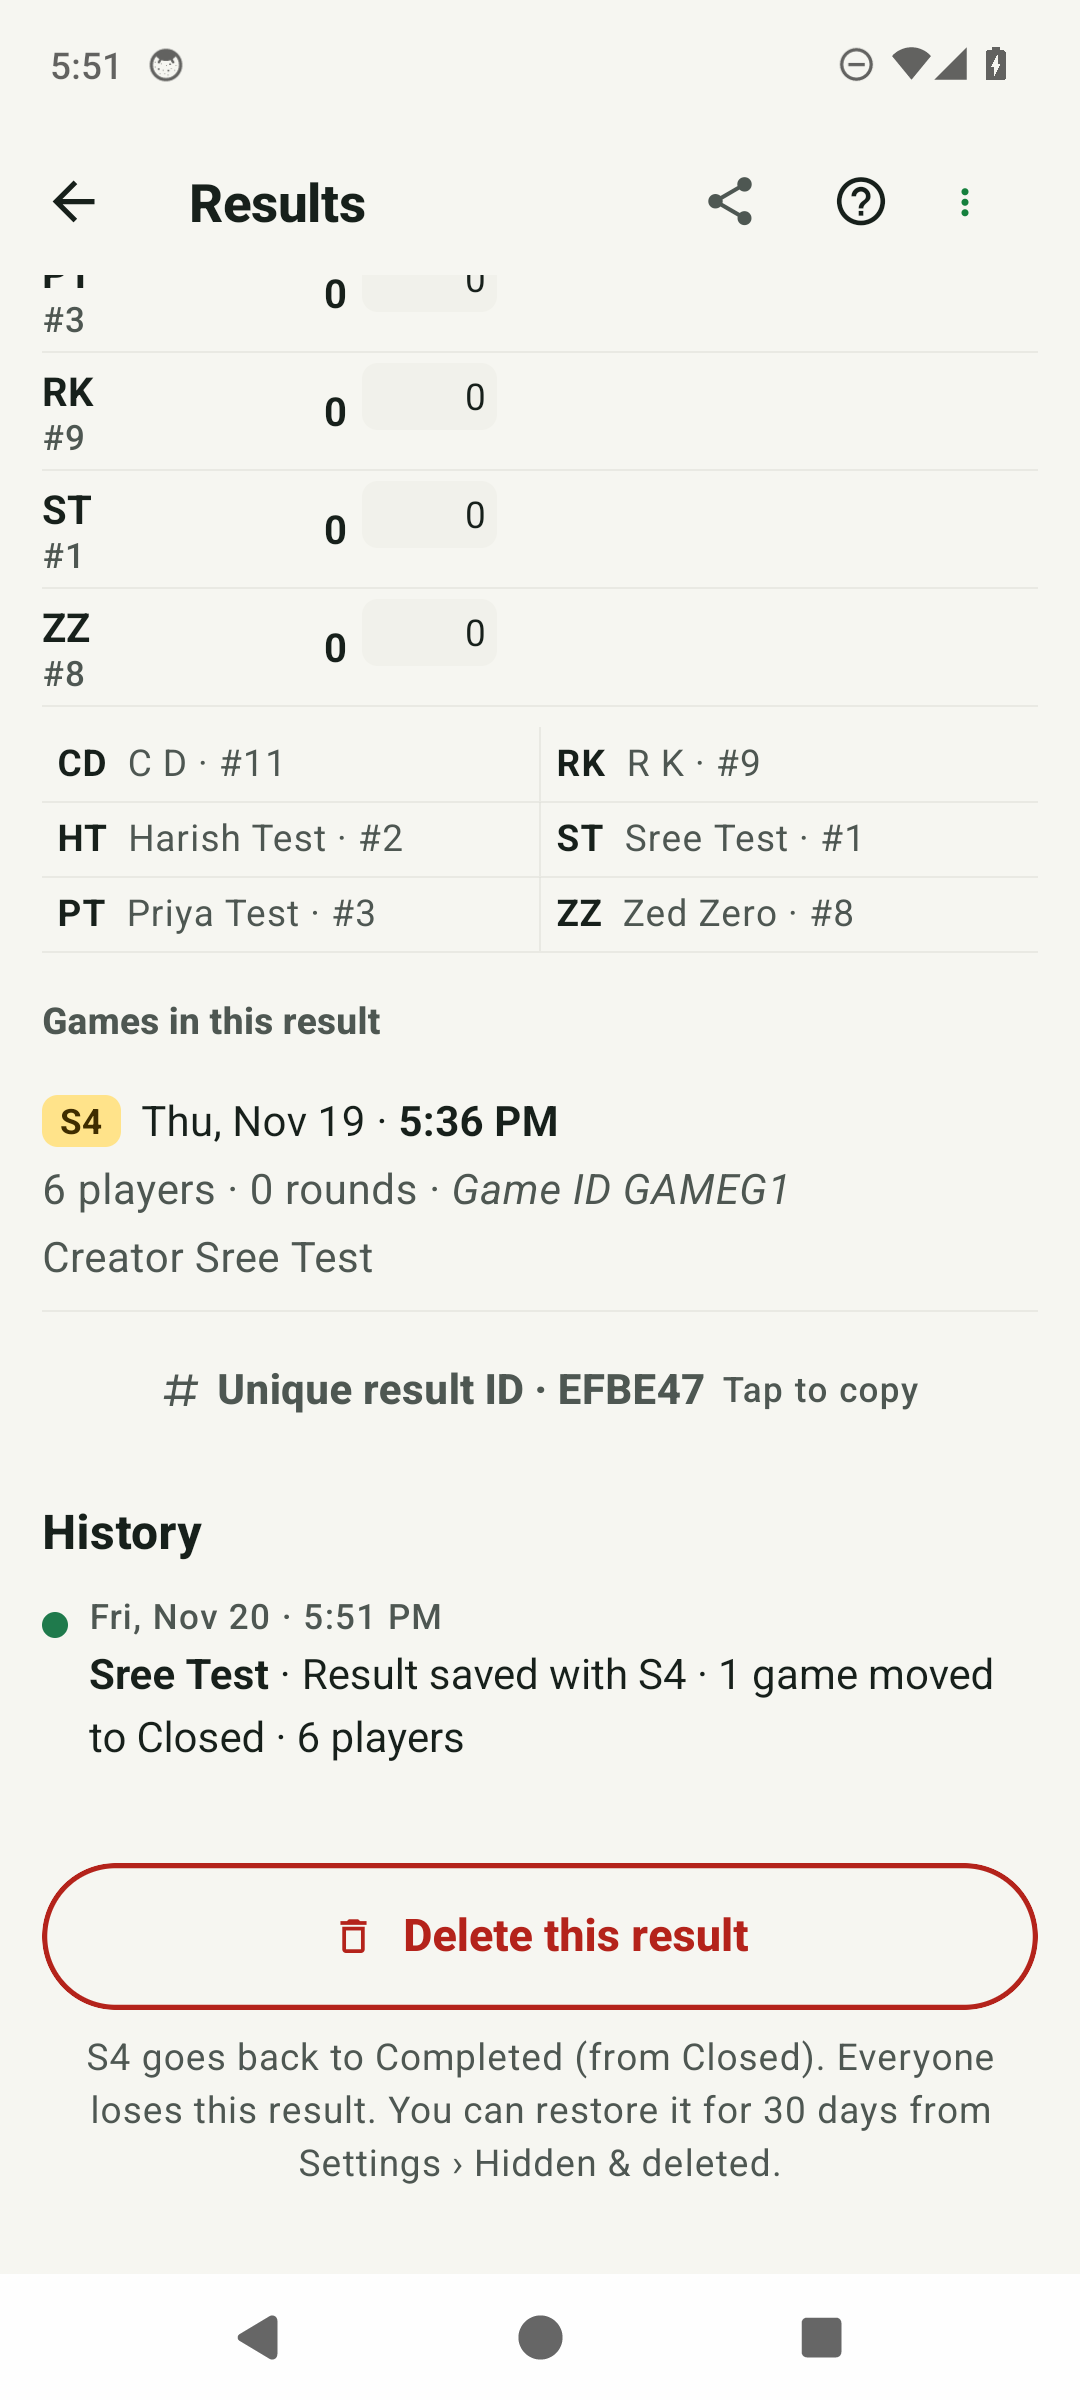 5:51
Results
PT
0 0
#3
RK
0 0
#9
ST
0 0
#1
ZZ
0 0
#8
CD C D · #11
RK R K · #9
HT Harish Test · #2
ST Sree Test · #1
PT Priya Test · #3
ZZ Zed Zero · #8
Games in this result
S4 Thu, Nov 19 · 5:36 PM
6 players · 0 rounds · Game ID GAMEG1
Creator Sree Test
# Unique result ID · EFBE47 Tap to copy
History
Fri, Nov 20 · 5:51 PM
Sree Test · Result saved with S4 · 1 game moved
to Closed · 6 players
Delete this result
S4 goes back to Completed (from Closed). Everyone
loses this result. You can restore it for 30 days from
Settings › Hidden & deleted.